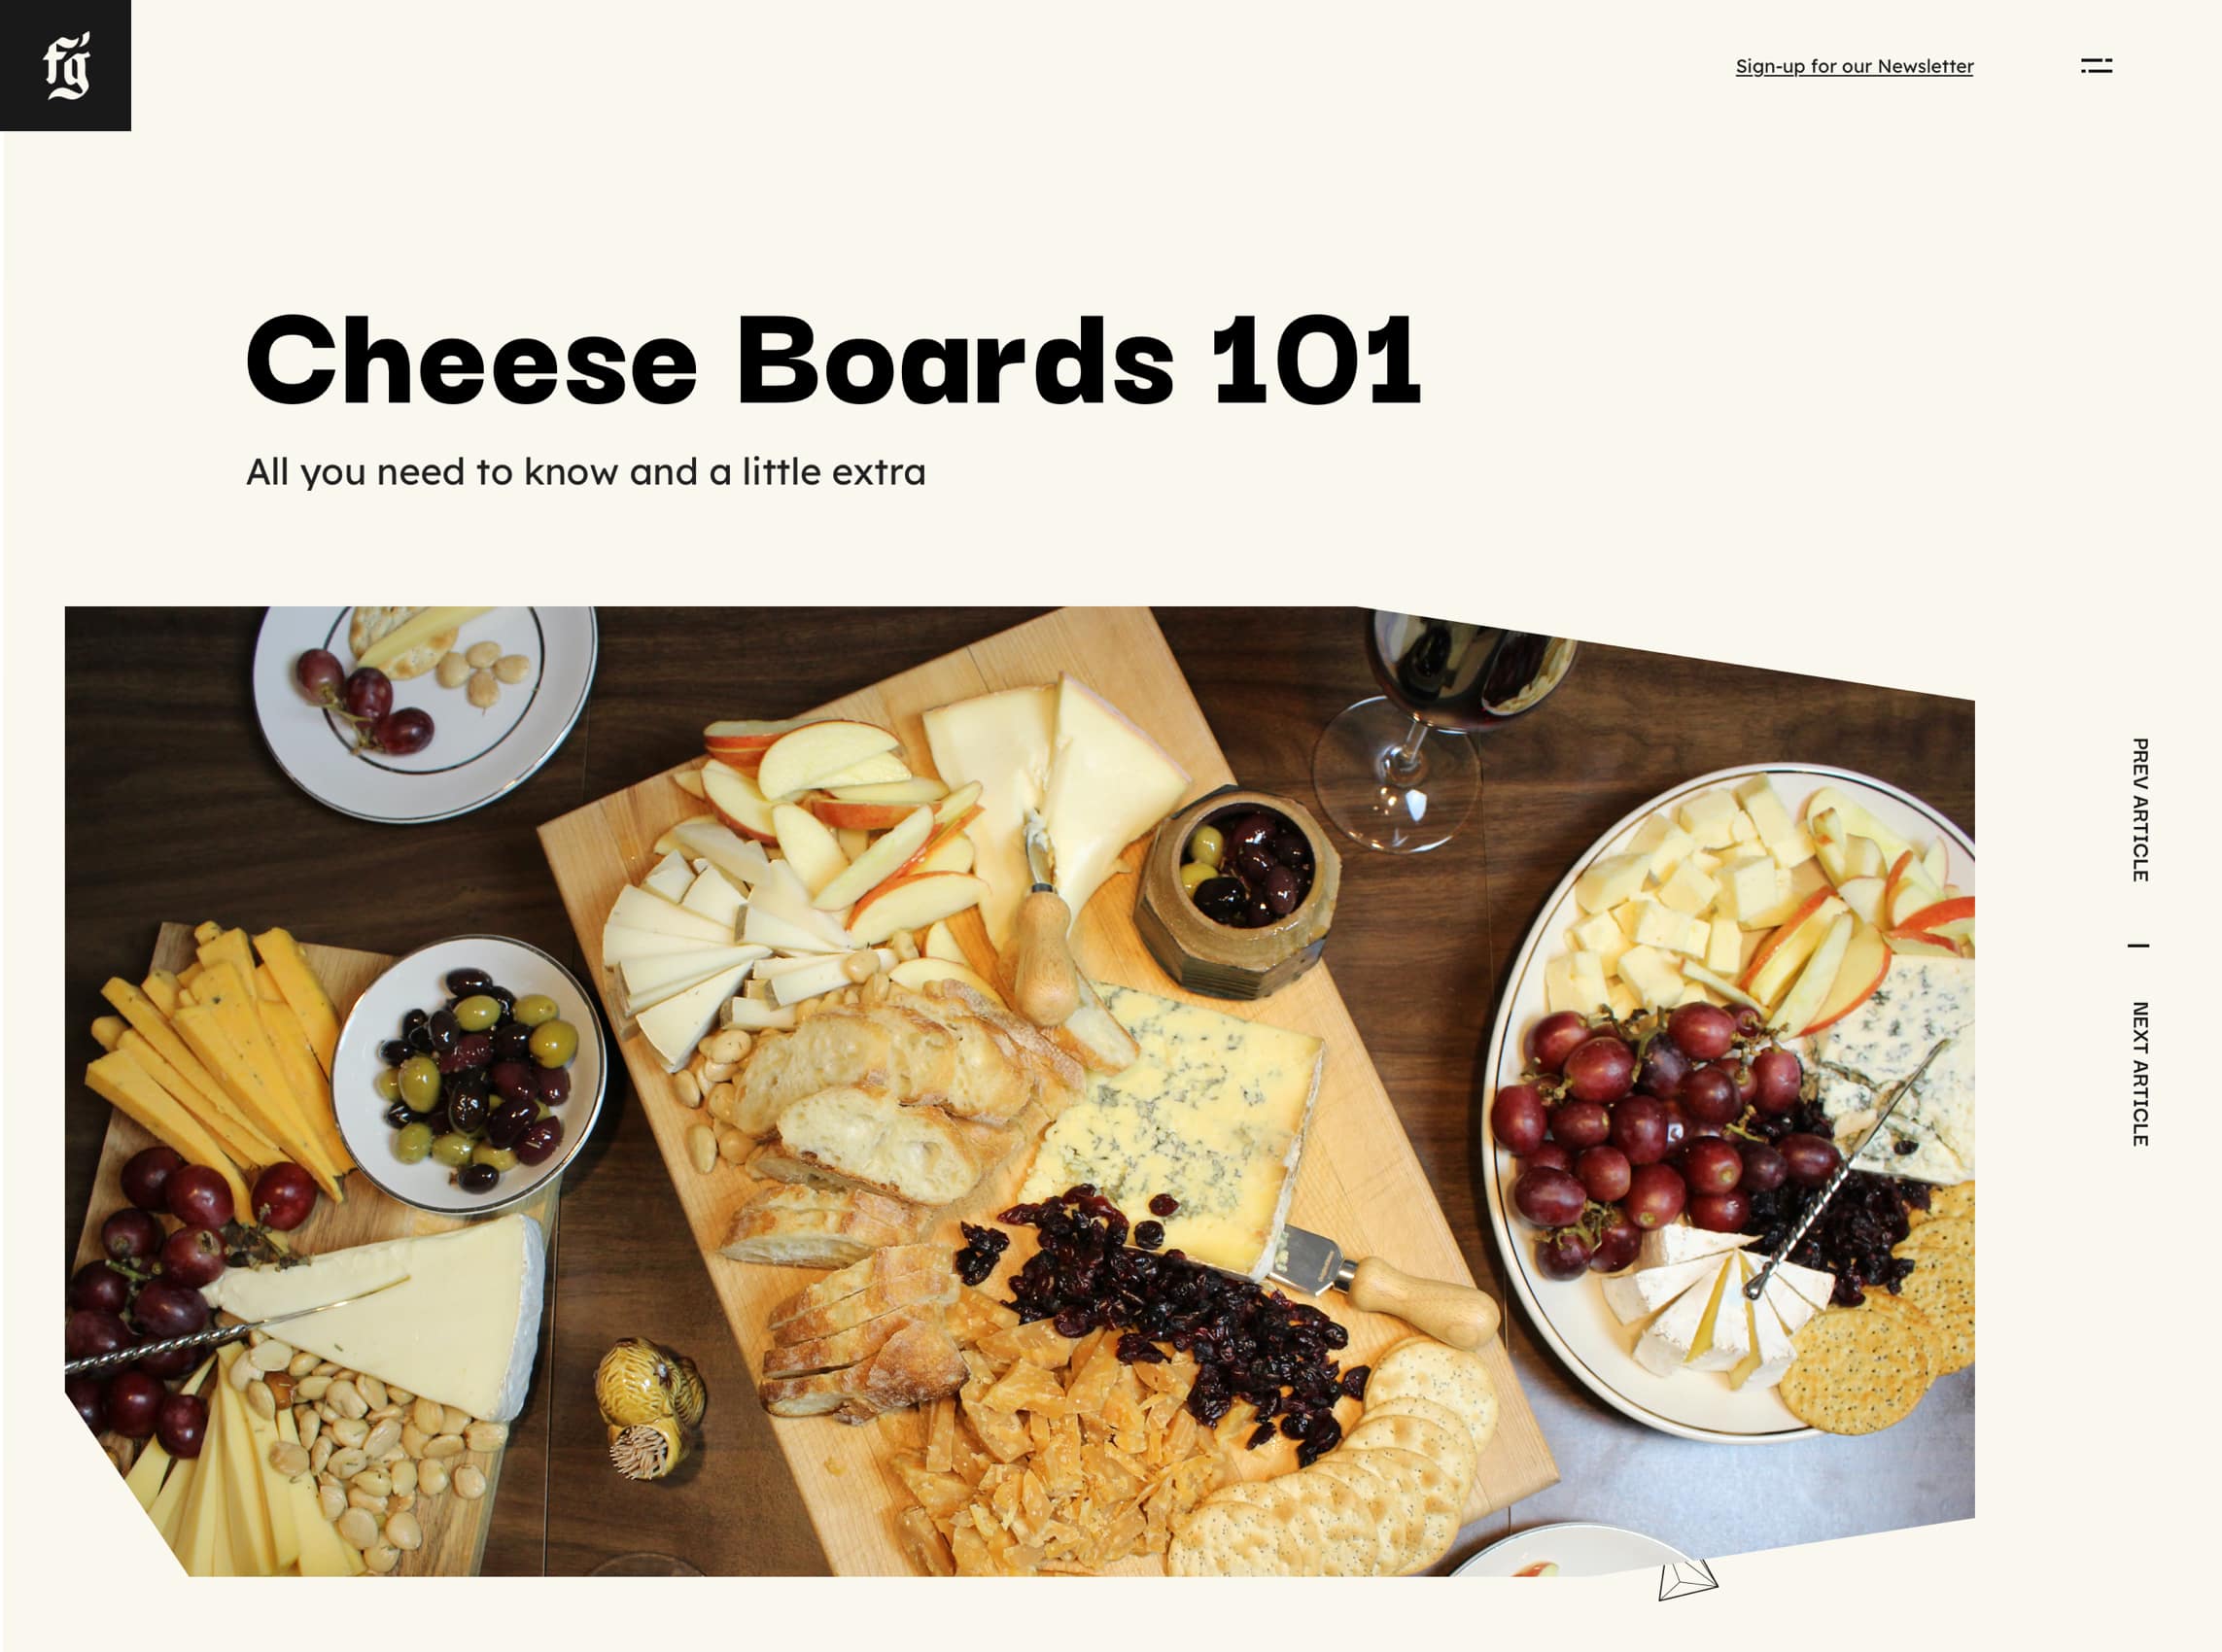 fg
Sign-up for our Newsletter
Cheese Boards 101
All you need to know and a little extra
PREV ARTICLE
NEXT ARTICLE